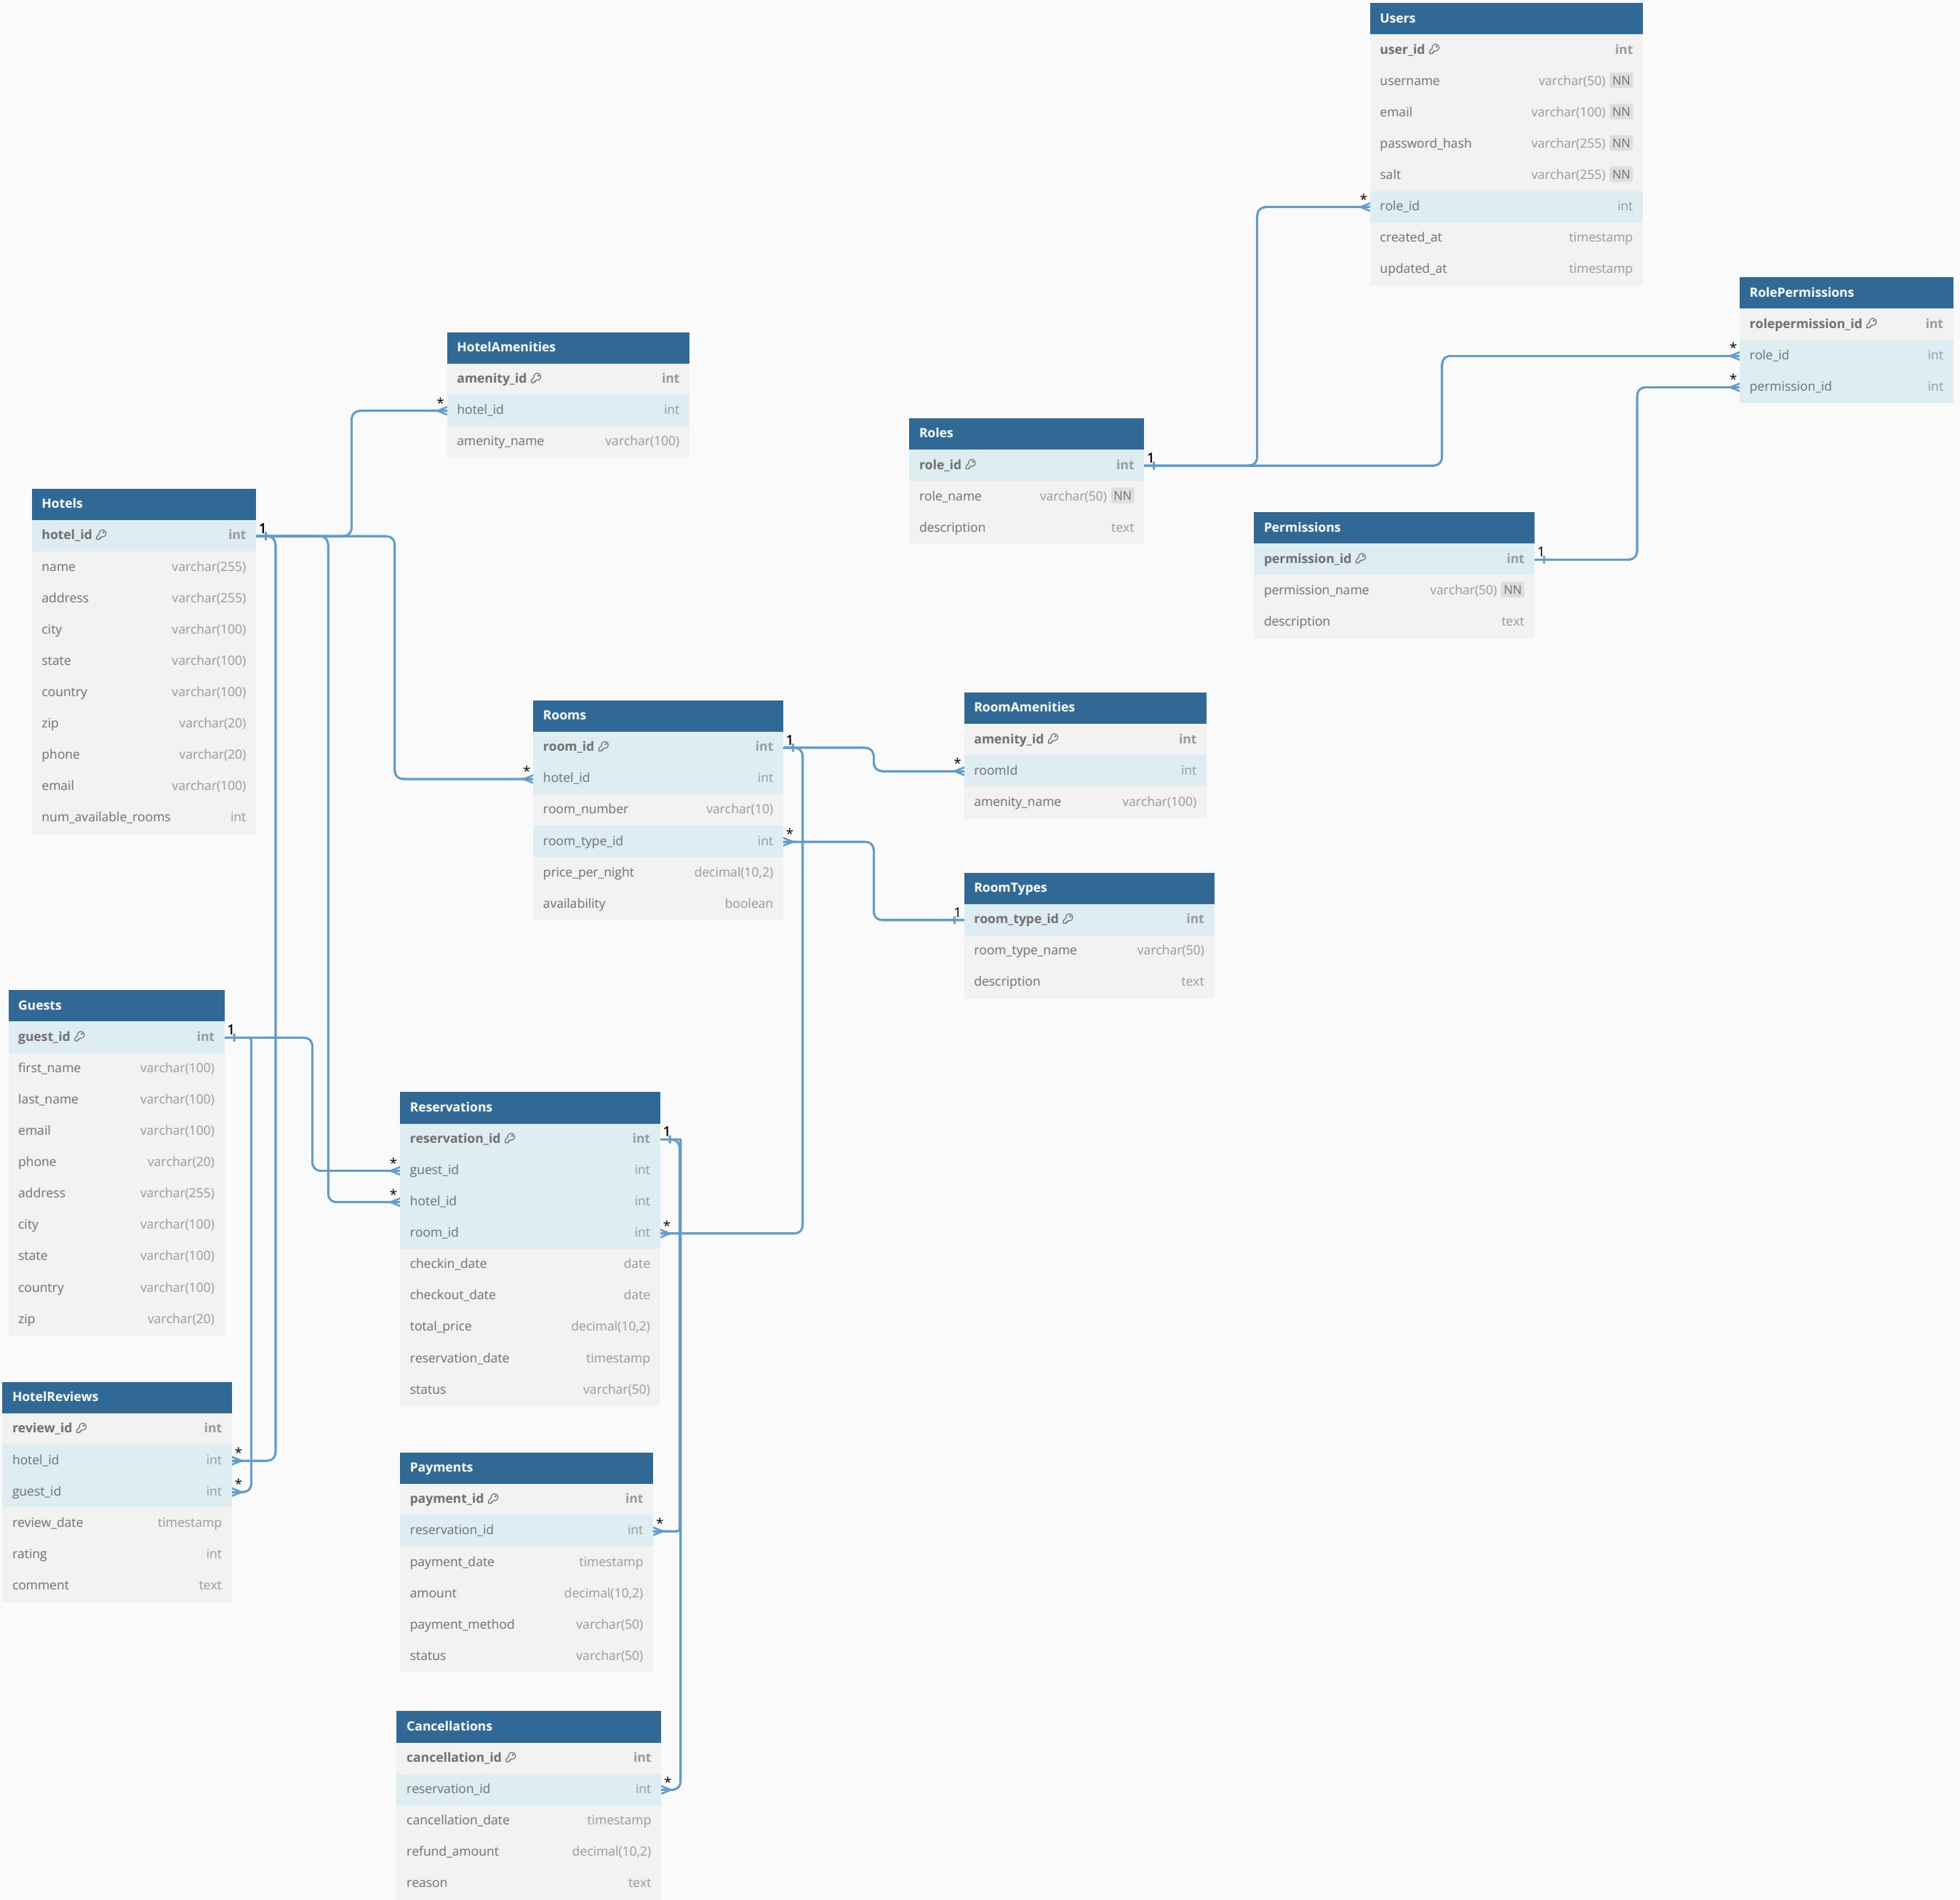 Users
user_id int
username varchar(50) NN
email varchar(100) NN
password_hash varchar(255) NN
salt varchar(255) NN
* role_id int
created_at timestamp
updated_at timestamp
RolePermissions
rolepermission_id int
* role_id int
* permission_id int
HotelAmenities
amenity_id int
* hotel_id int
amenity_name varchar(100)
Roles
role_id int 1
role_name varchar(50) NN
description text
Permissions
permission_id int 1
permission_name varchar(50) NN
description text
Hotels
hotel_id int 1
name varchar(255)
address varchar(255)
city varchar(100)
state varchar(100)
country varchar(100)
zip varchar(20)
phone varchar(20)
email varchar(100)
num_available_rooms int
Rooms
room_id int 1
* hotel_id int
room_number varchar(10)
room_type_id int *
price_per_night decimal(10,2)
availability boolean
RoomAmenities
amenity_id int
* roomId int
amenity_name varchar(100)
RoomTypes
1 room_type_id int
room_type_name varchar(50)
description text
Guests
guest_id int 1
first_name varchar(100)
last_name varchar(100)
email varchar(100)
phone varchar(20)
address varchar(255)
city varchar(100)
state varchar(100)
country varchar(100)
zip varchar(20)
Reservations
reservation_id int 1
* guest_id int
* hotel_id int
room_id int *
checkin_date date
checkout_date date
total_price decimal(10,2)
reservation_date timestamp
status varchar(50)
HotelReviews
review_id int
hotel_id int *
guest_id int *
review_date timestamp
rating int
comment text
Payments
payment_id int
reservation_id int *
payment_date timestamp
amount decimal(10,2)
payment_method varchar(50)
status varchar(50)
Cancellations
cancellation_id int
reservation_id int *
cancellation_date timestamp
refund_amount decimal(10,2)
reason text